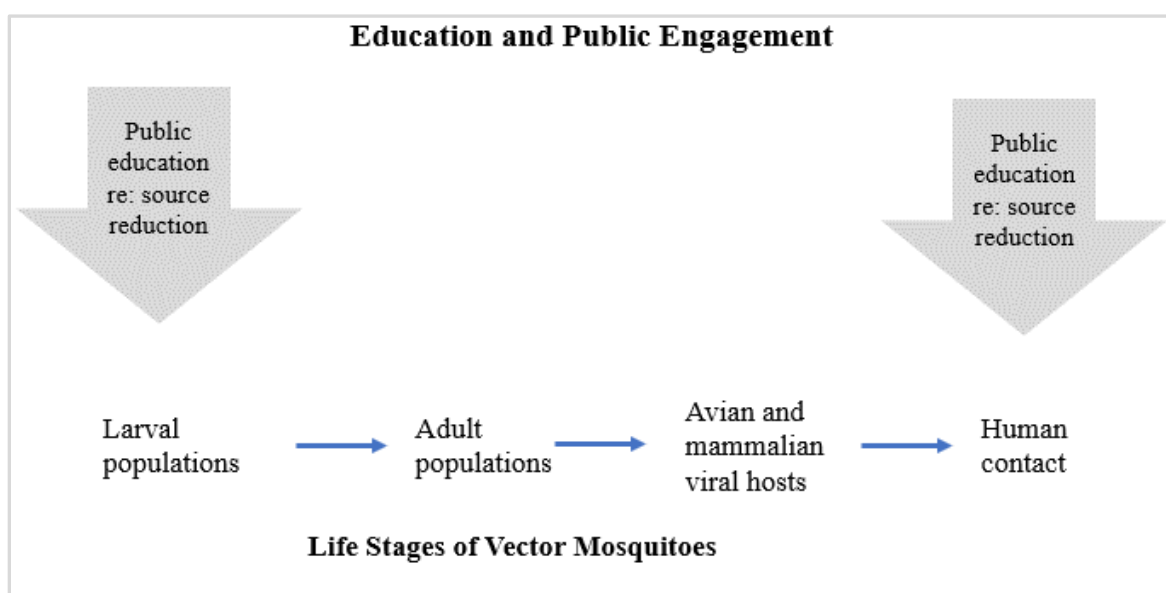 Education and Public Engagement
Public
education
re: source
reduction
Public
education
re: source
reduction
Larval
populations
Adult
populations
Avian and
mammalian
viral hosts
Human
contact
Life Stages of Vector Mosquitoes